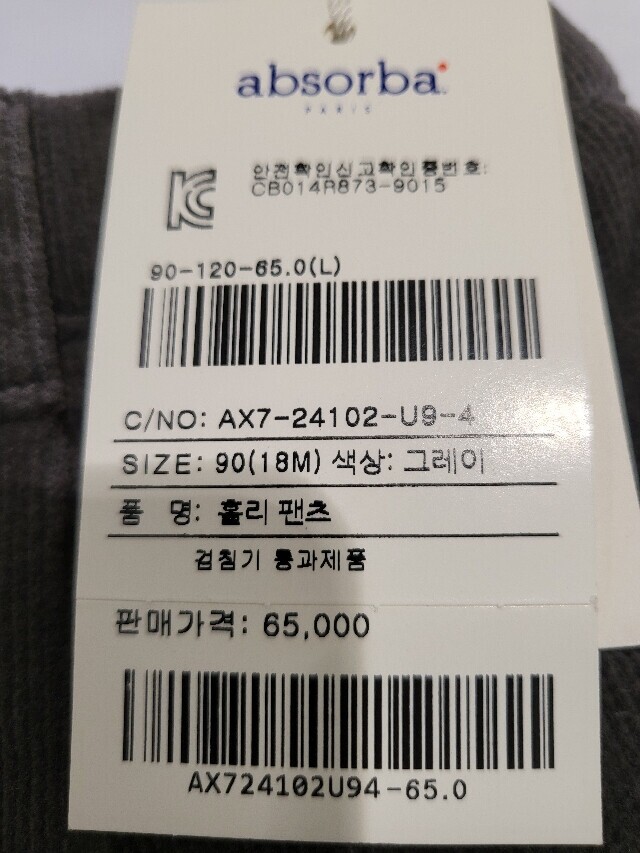 absorba
PARIS
안전확인신고확인증번호:
CB014R873-9015
90-120-65.0(L)
C/NO: AX7-24102-U9-4
SIZE: 90(18M) 색상: 그레이
품 명: 홀리 팬츠
검침기 통과제품
판매가격: 65,000
AX724102U94-65.0